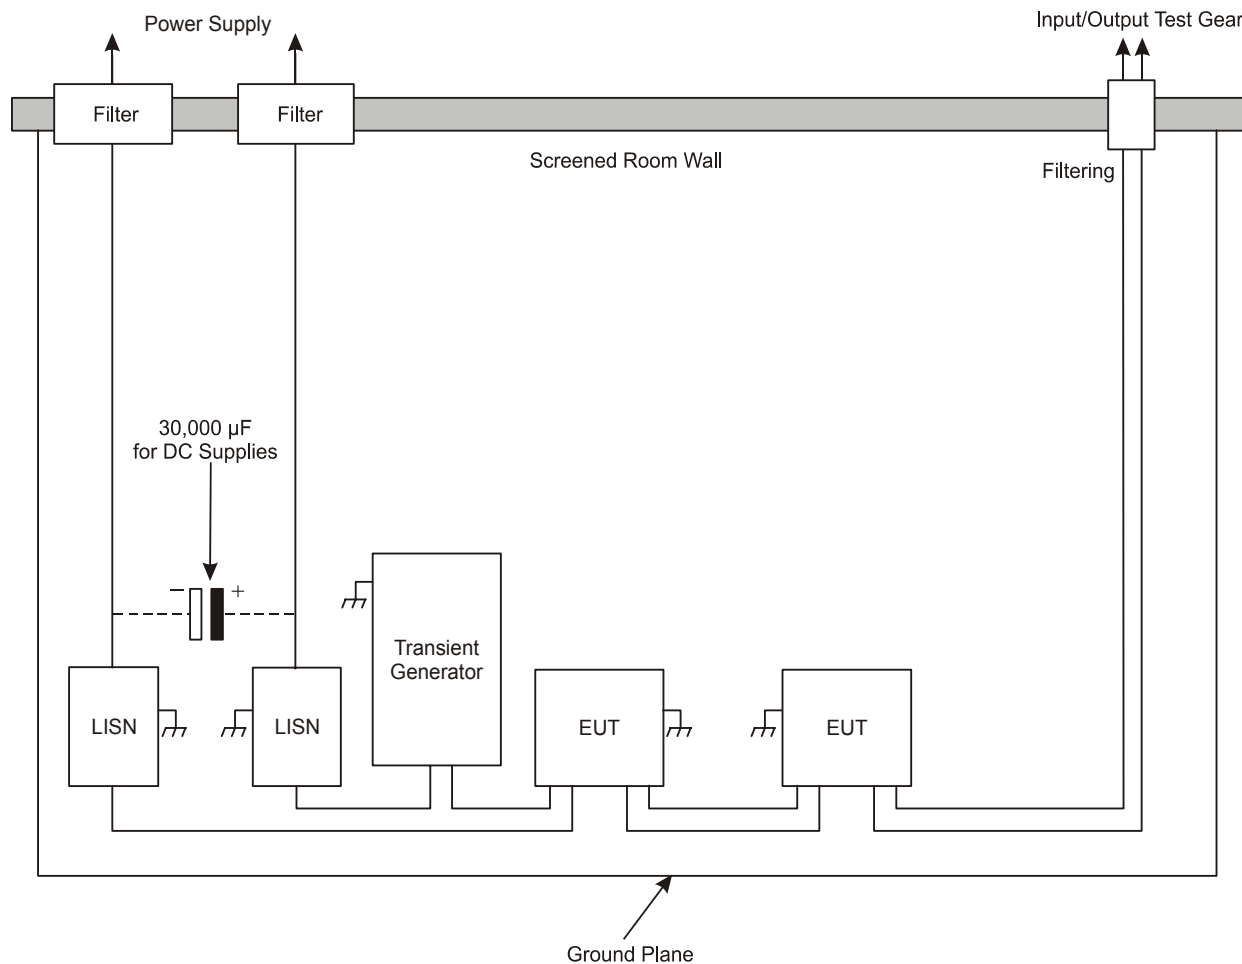 Power Supply
Input/Output Test Gear
Filter
Filter
Screened Room Wall
Filtering
30,000 µF
for DC Supplies
− +
Transient
Generator
LISN
LISN
EUT
EUT
Ground Plane